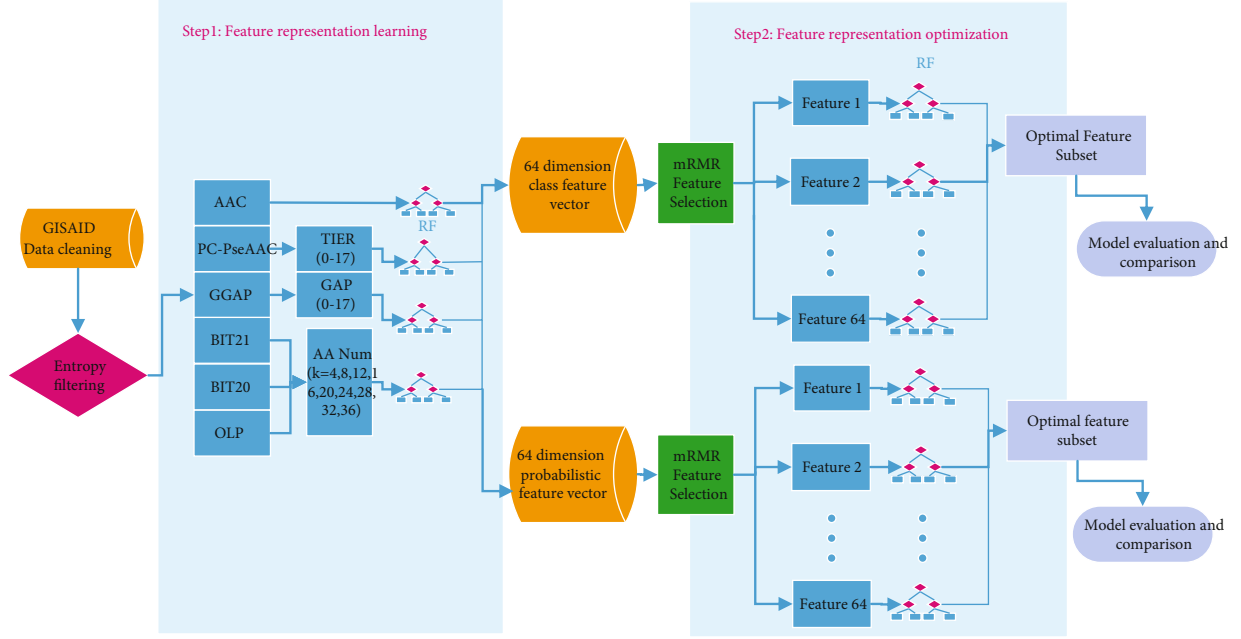 Step1: Feature representation learning
GISAID
Data cleaning
Entropy
filtering
AAC
PC-PseAAC
GGAP
BIT21
BIT20
OLP
TIER
(0-17)
GAP
(0-17)
AA Num
(k=4,8,12,1
6,20,24,28,
32,36)
RF
64 dimension
class feature
vector
64 dimension
probabilistic
feature vector
mRMR
Feature
Selection
mRMR
Feature
Selection
Step2: Feature representation optimization
RF
Feature 1
Feature 2
Feature 64
Feature 1
Feature 2
Feature 64
Optimal Feature
Subset
Model evaluation and
comparison
Optimal feature
subset
Model evaluation and
comparison